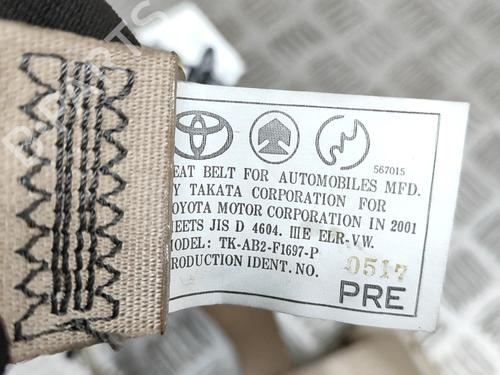 567015
EAT BELT FOR AUTOMOBILES MFD.
Y TAKATA CORPORATION FOR
OYOTA MOTOR CORPORATION IN 2001
EETS JIS D 4604. IIIE ELR-VW.
MODEL: TK-AB2-F1697-P
RODUCTION IDENT. NO. 0517
PRE